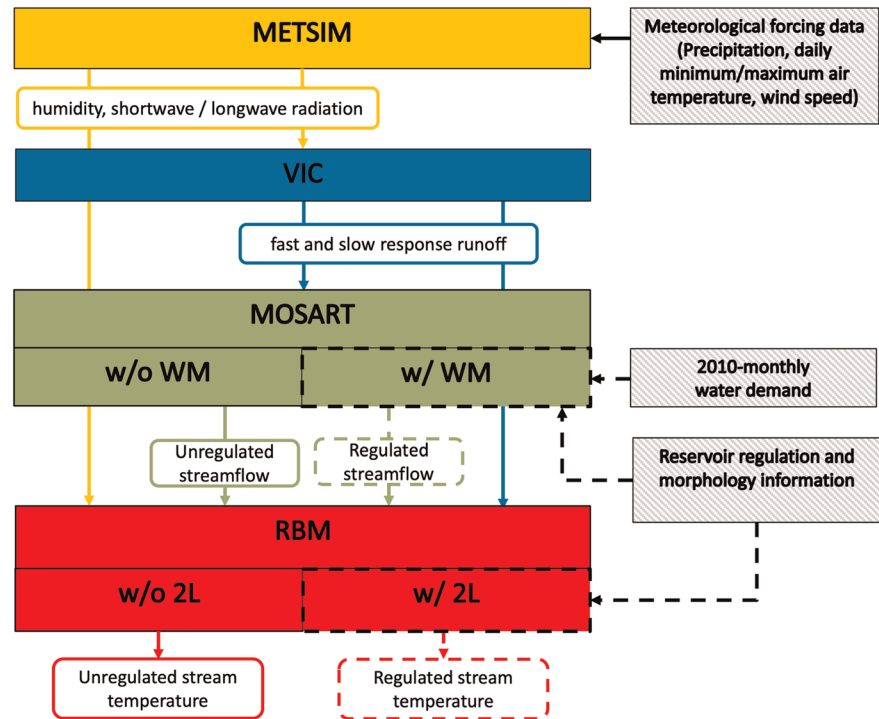 METSIM
Meteorological forcing data
(Precipitation, daily
minimum/maximum air
temperature, wind speed)
humidity, shortwave / longwave radiation
VIC
fast and slow response runoff
MOSART
w/o WM
w/ WM
2010-monthly
water demand
Unregulated
streamflow
Regulated
streamflow
Reservoir regulation and
morphology information
RBM
w/o 2L
w/ 2L
Unregulated stream
temperature
Regulated stream
temperature